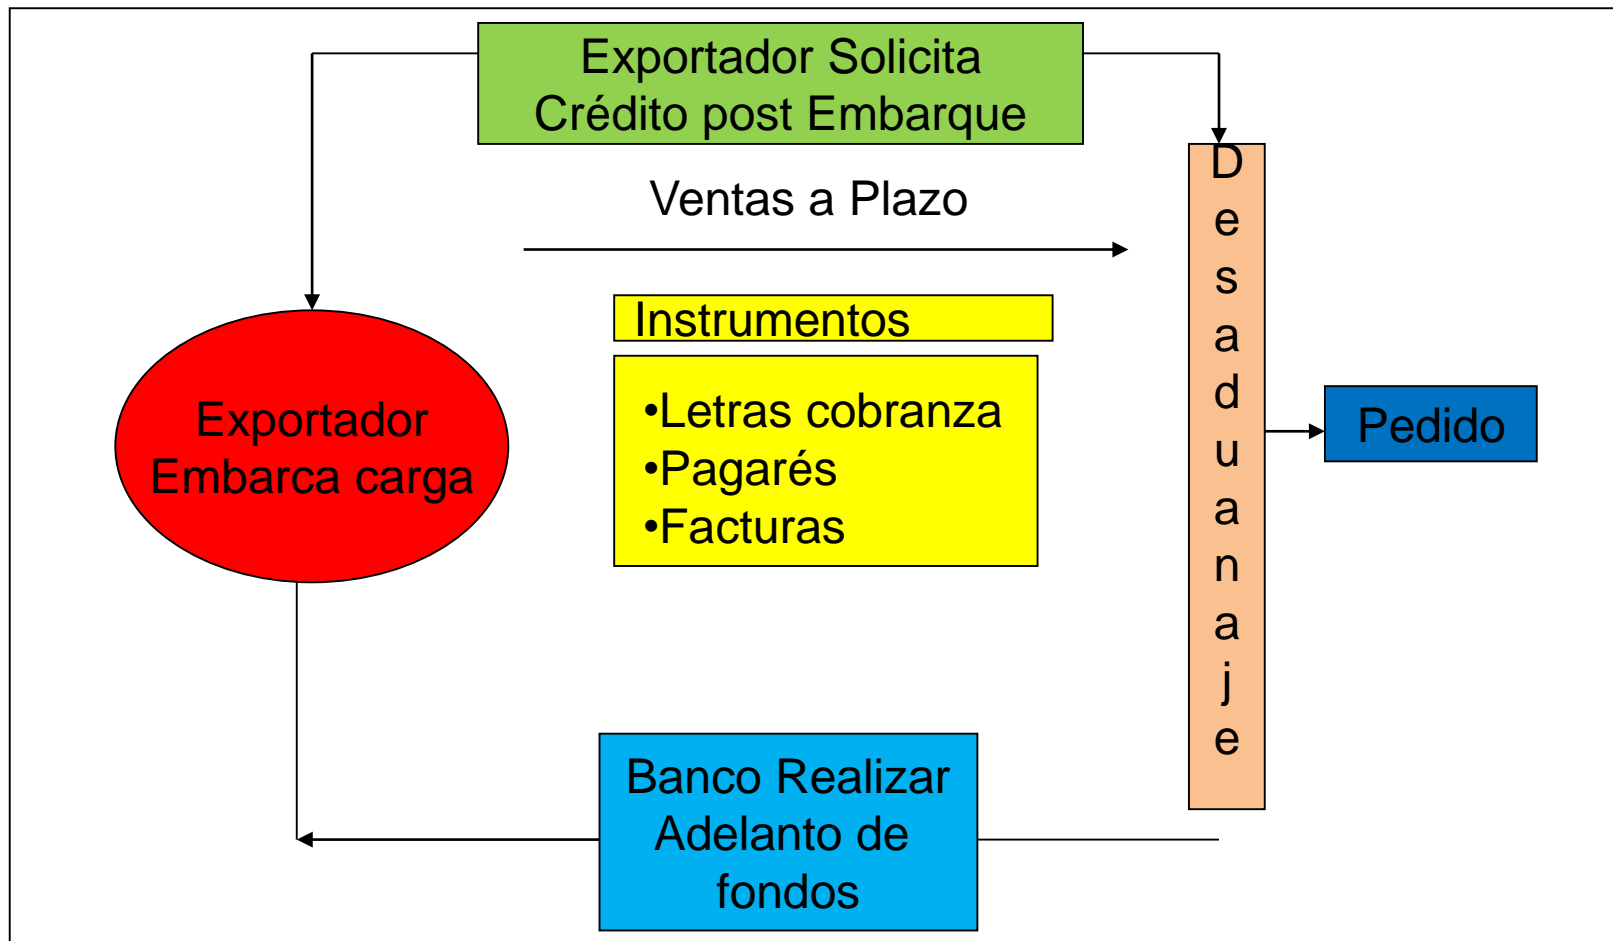 Exportador Solicita
Crédito post Embarque
Ventas a Plazo
Instrumentos
•Letras cobranza
•Pagarés
•Facturas
Exportador
Embarca carga
D
e
s
a
d
u
a
n
a
j
e
Pedido
Banco Realizar
Adelanto de
fondos